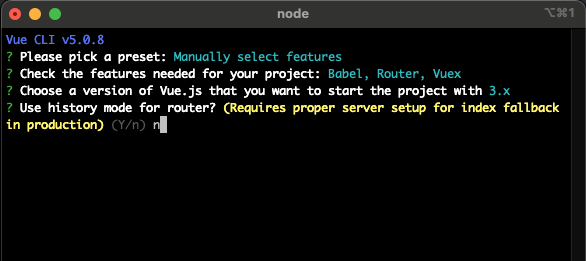 node
⌥⌘1
Vue CLI v5.0.8
? Please pick a preset: Manually select features
? Check the features needed for your project: Babel, Router, Vuex
? Choose a version of Vue.js that you want to start the project with 3.x
? Use history mode for router? (Requires proper server setup for index fallback
in production) (Y/n) n